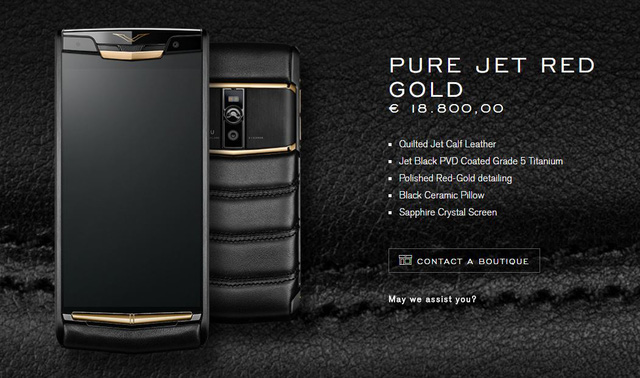 PURE JET RED
GOLD
€ 18.800,00
Quilted Jet Calf Leather
Jet Black PVD Coated Grade 5 Titanium
Polished Red-Gold detailing
Black Ceramic Pillow
Sapphire Crystal Screen
CONTACT A BOUTIQUE
May we assist you?